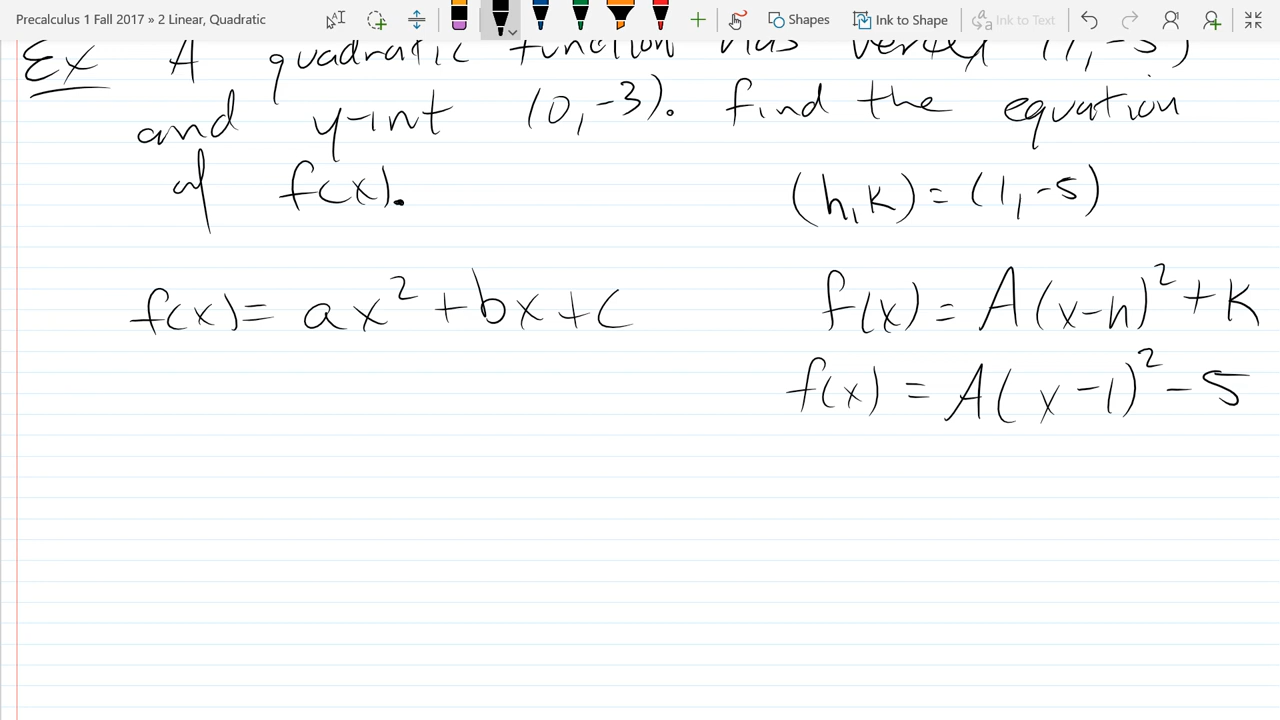 Precalculus 1 Fall 2017 » 2 Linear, Quadratic
Shapes
Ink to Shape
Ink to Text
Ex A quadratic function has vertex (1, -5)
and y-int (0, -3). find the equation
of f(x).
(h, k) = (1, -5)
f(x) = ax² + bx + c
f(x) = A(x-h)² + k
f(x) = A(x-1)² - 5